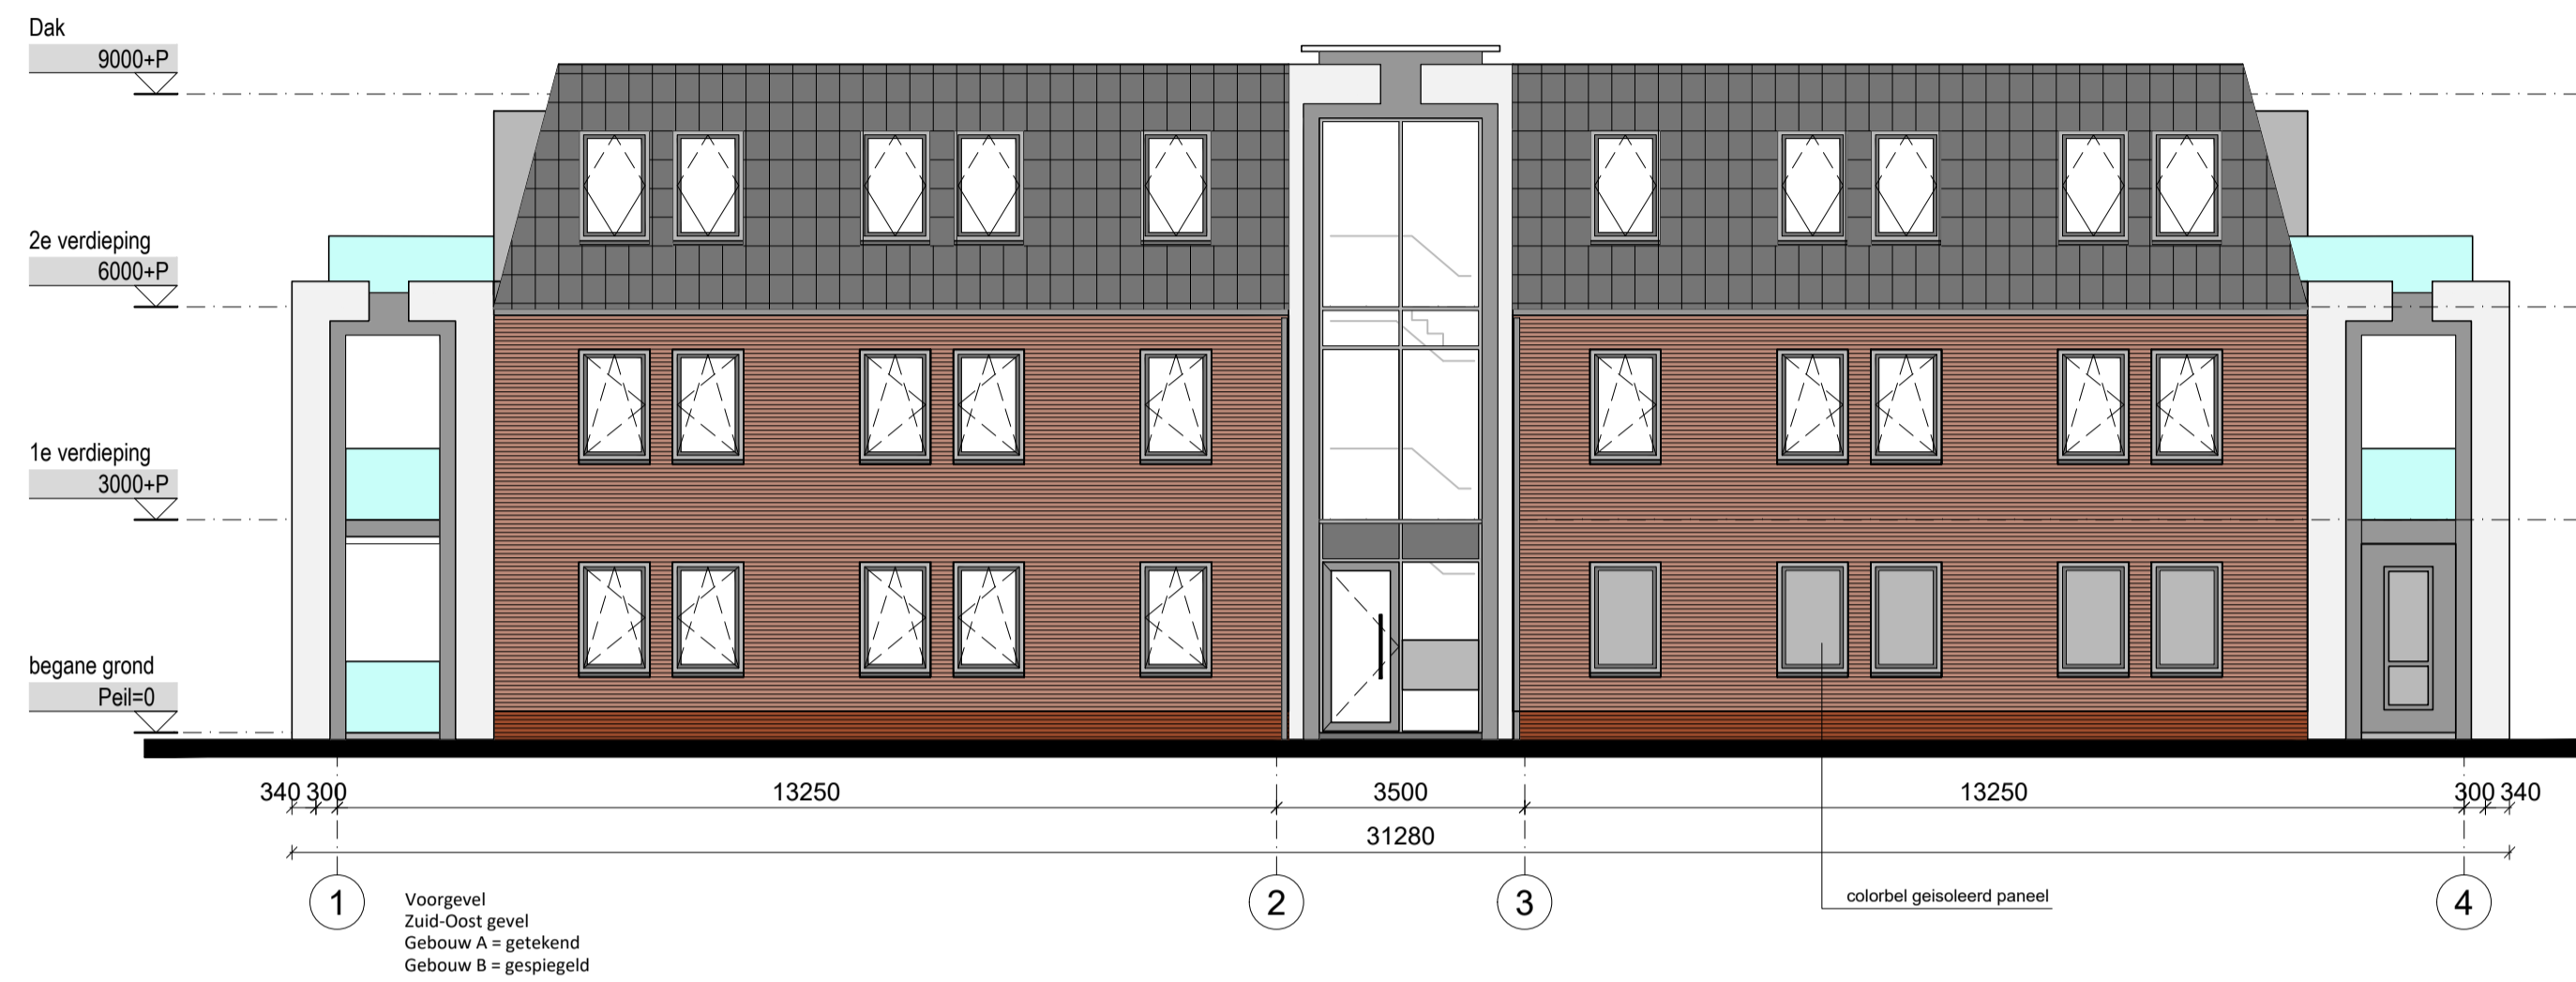 Dak
9000+P
2e verdieping
6000+P
1e verdieping
3000+P
begane grond
Peil=0
340 300 13250 3500 13250 300 340
31280
1 2 3 4
colorbel geisoleerd paneel
Voorgevel
Zuid-Oost gevel
Gebouw A = getekend
Gebouw B = gespiegeld